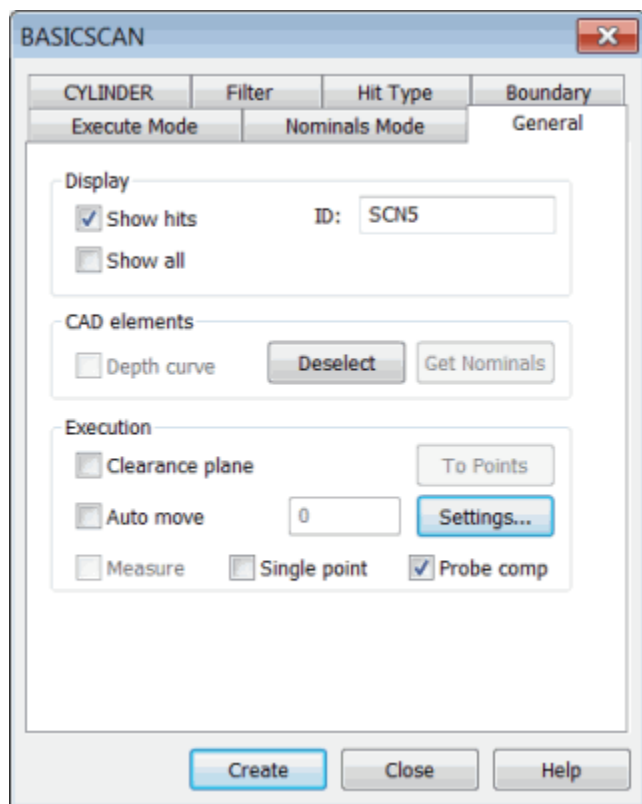 BASICSCAN
CYLINDER Filter Hit Type Boundary
Execute Mode Nominals Mode General
Display
Show hits ID: SCN5
Show all
CAD elements
Depth curve Deselect Get Nominals
Execution
Clearance plane To Points
Auto move 0 Settings...
Measure Single point Probe comp
Create Close Help